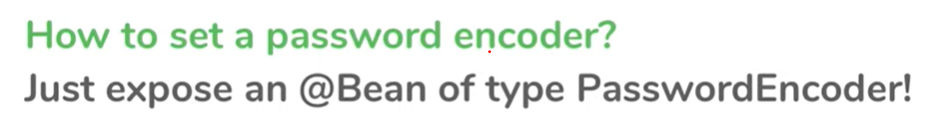 How to set a password encoder?
Just expose an @Bean of type PasswordEncoder!